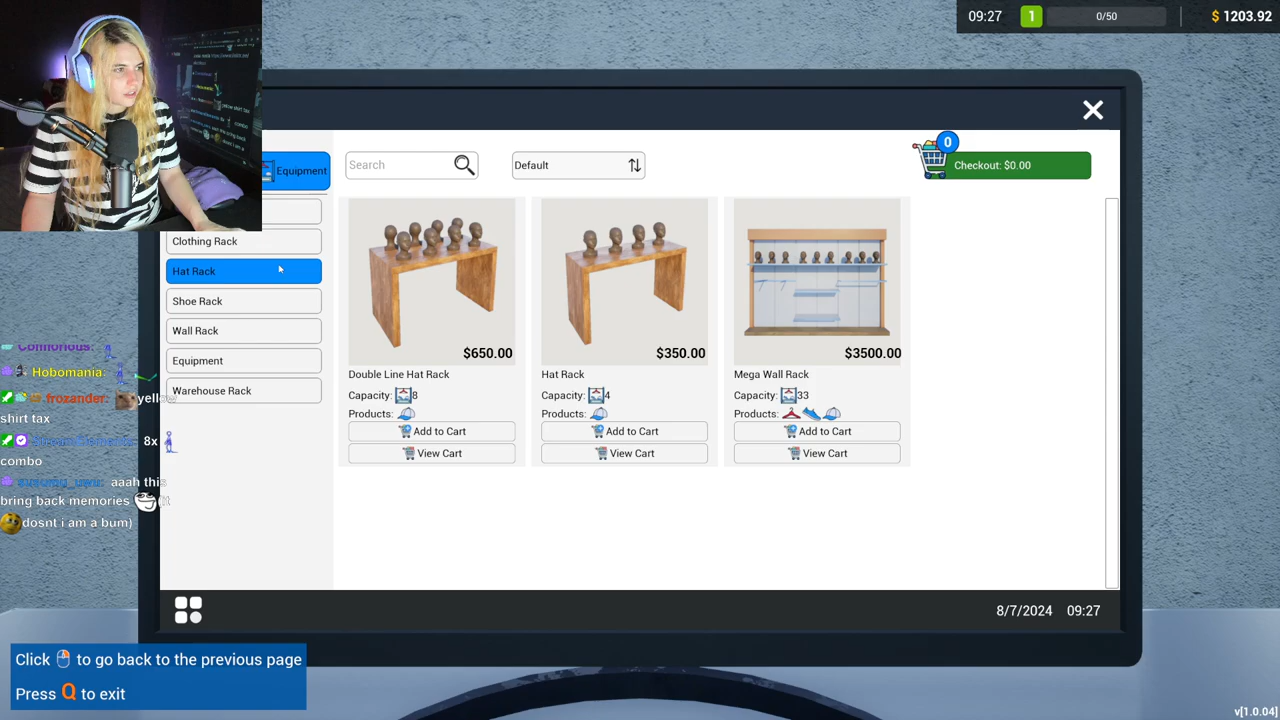 09:27 1 0/50 $ 1203.92
Equipment
Search
Default
0
Checkout: $0.00
Clothing Rack
Hat Rack
Shoe Rack
Wall Rack
Equipment
Warehouse Rack
$650.00
Double Line Hat Rack
Capacity: 8
Products:
Add to Cart
View Cart
$350.00
Hat Rack
Capacity: 4
Products:
Add to Cart
View Cart
$3500.00
Mega Wall Rack
Capacity: 33
Products:
Add to Cart
View Cart
Hobomania:
frozander: yellow
shirt tax
8x
combo
susumu_uwu: aaah this
bring back memories (it
dosnt i am a bum)
8/7/2024 09:27
Click to go back to the previous page
Press Q to exit
v[1.0.04]